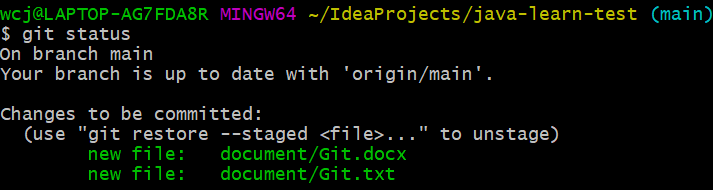 wcj@LAPTOP-AG7FDA8R MINGW64 ~/IdeaProjects/java-learn-test (main)
$ git status
On branch main
Your branch is up to date with 'origin/main'.

Changes to be committed:
  (use "git restore --staged <file>..." to unstage)
        new file:   document/Git.docx
        new file:   document/Git.txt